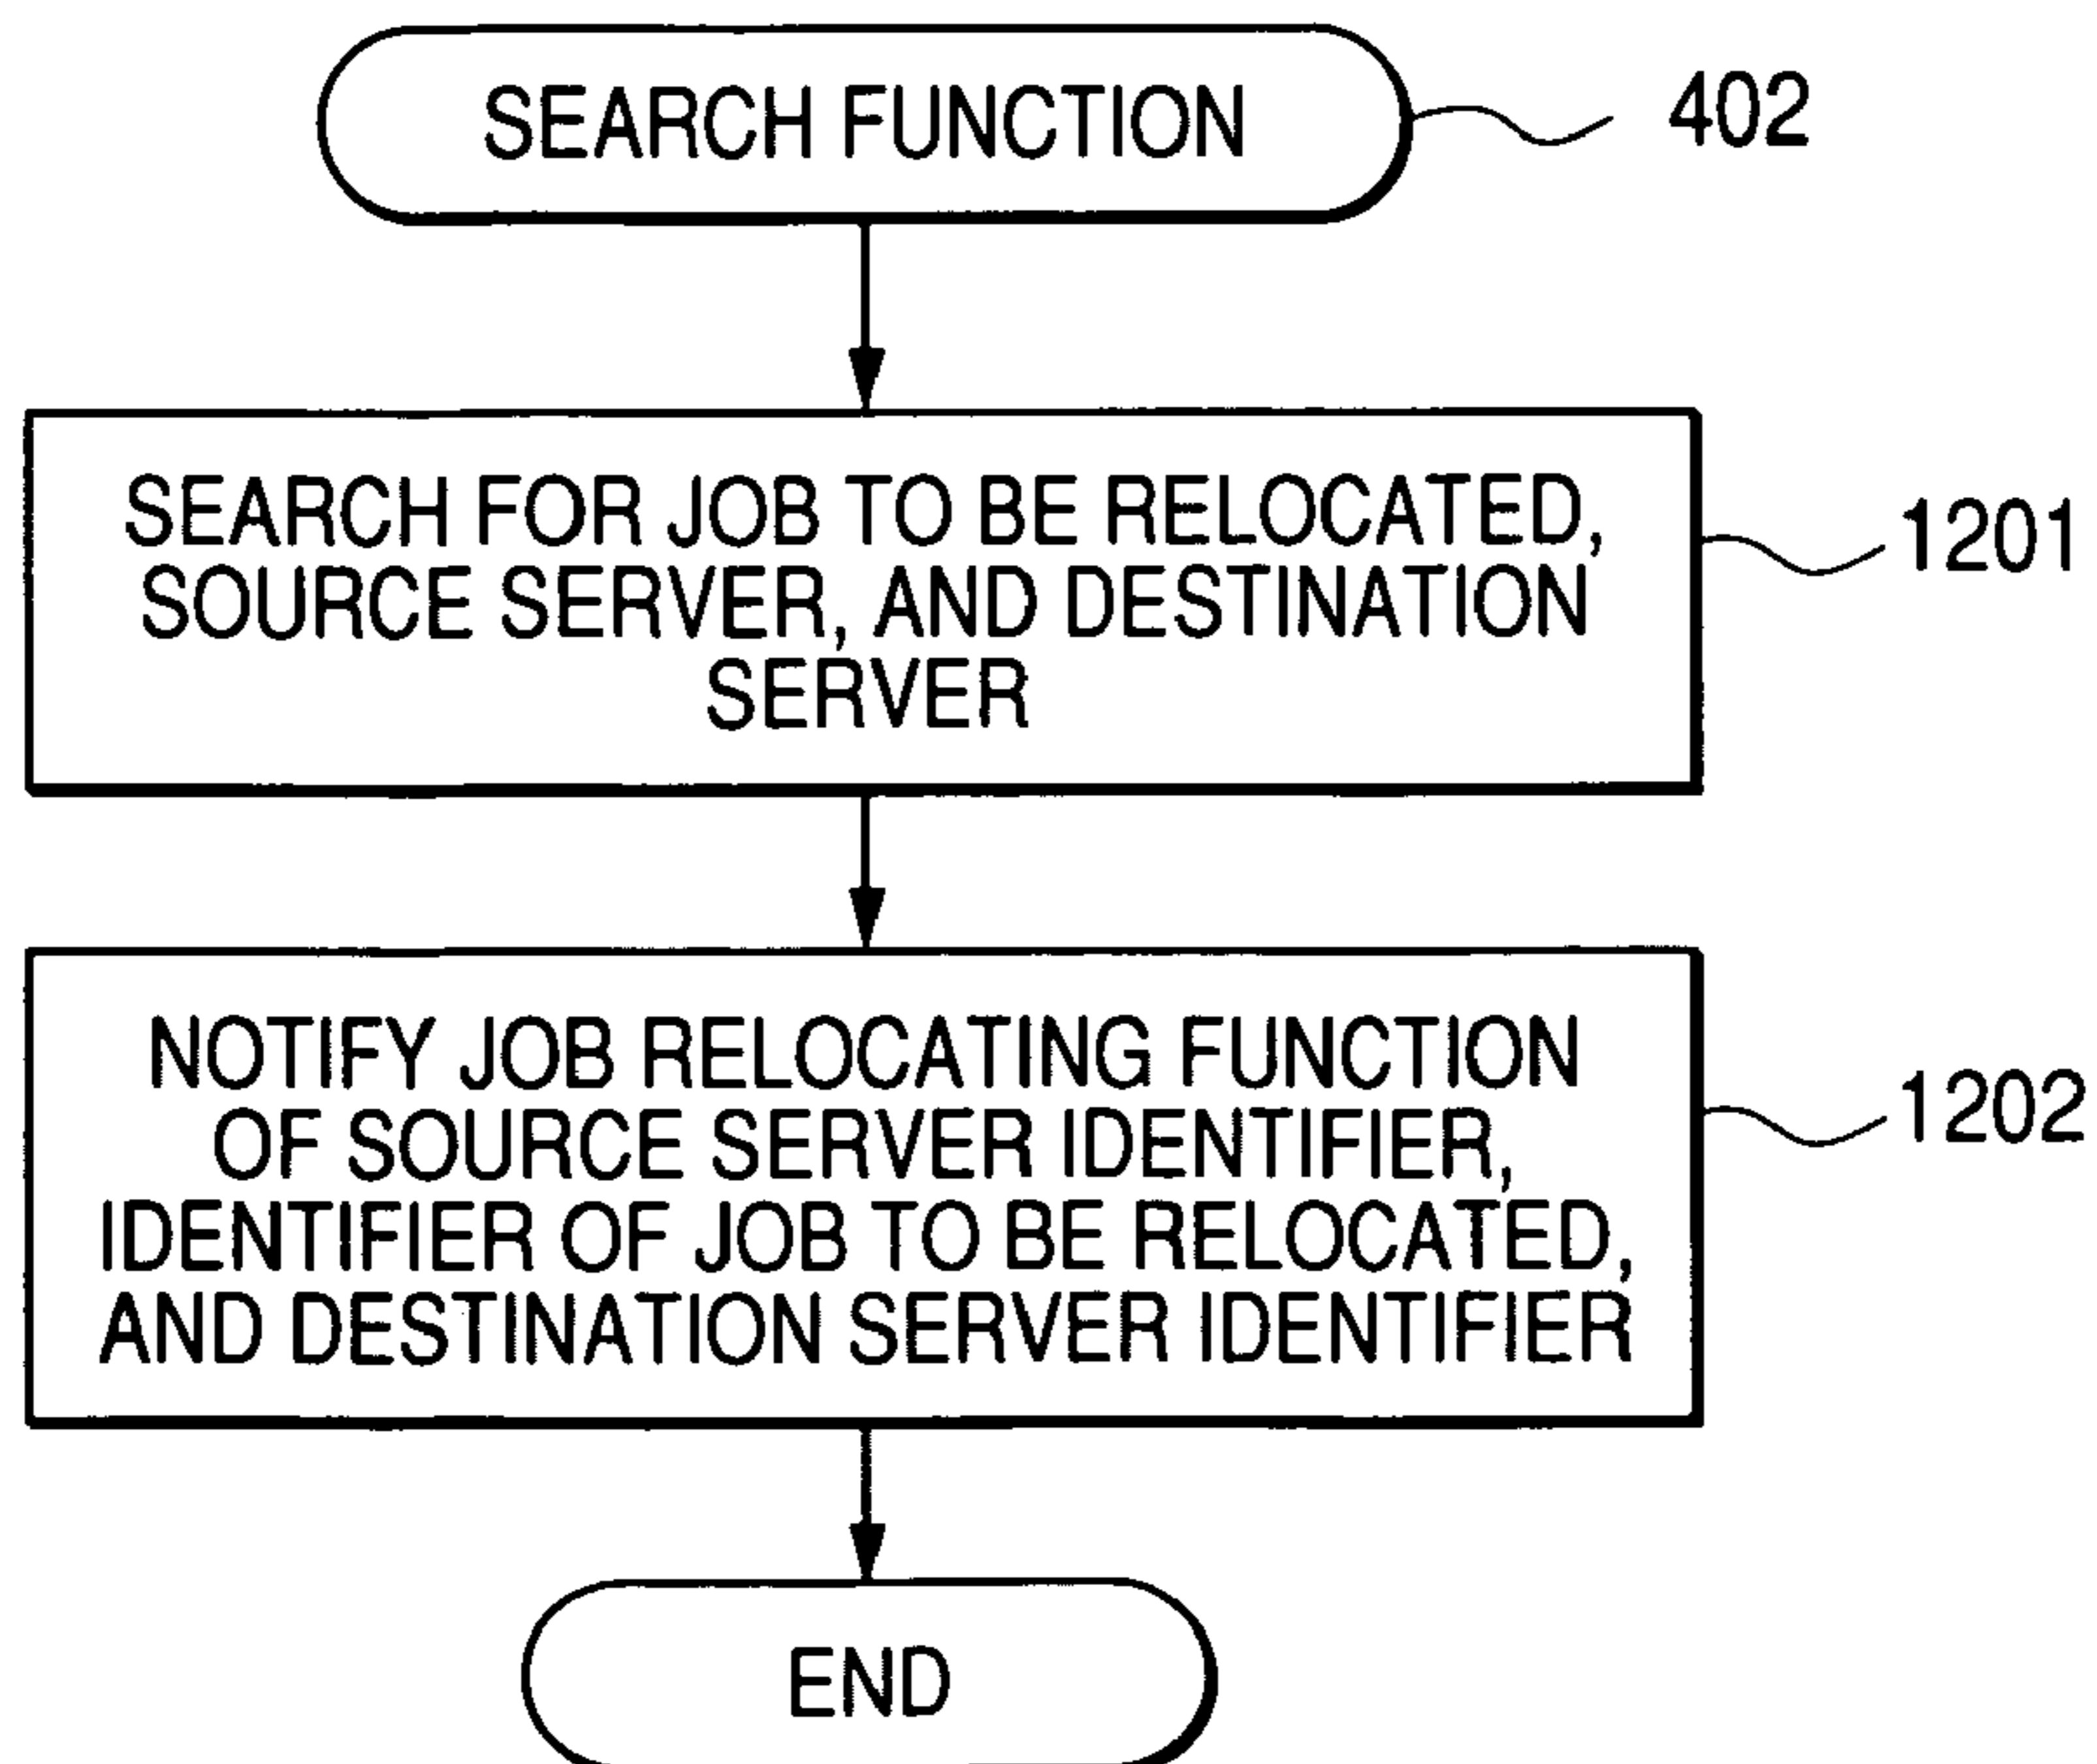 SEARCH FUNCTION
402
SEARCH FOR JOB TO BE RELOCATED,
SOURCE SERVER, AND DESTINATION
SERVER
1201
NOTIFY JOB RELOCATING FUNCTION
OF SOURCE SERVER IDENTIFIER,
IDENTIFIER OF JOB TO BE RELOCATED,
AND DESTINATION SERVER IDENTIFIER
1202
END